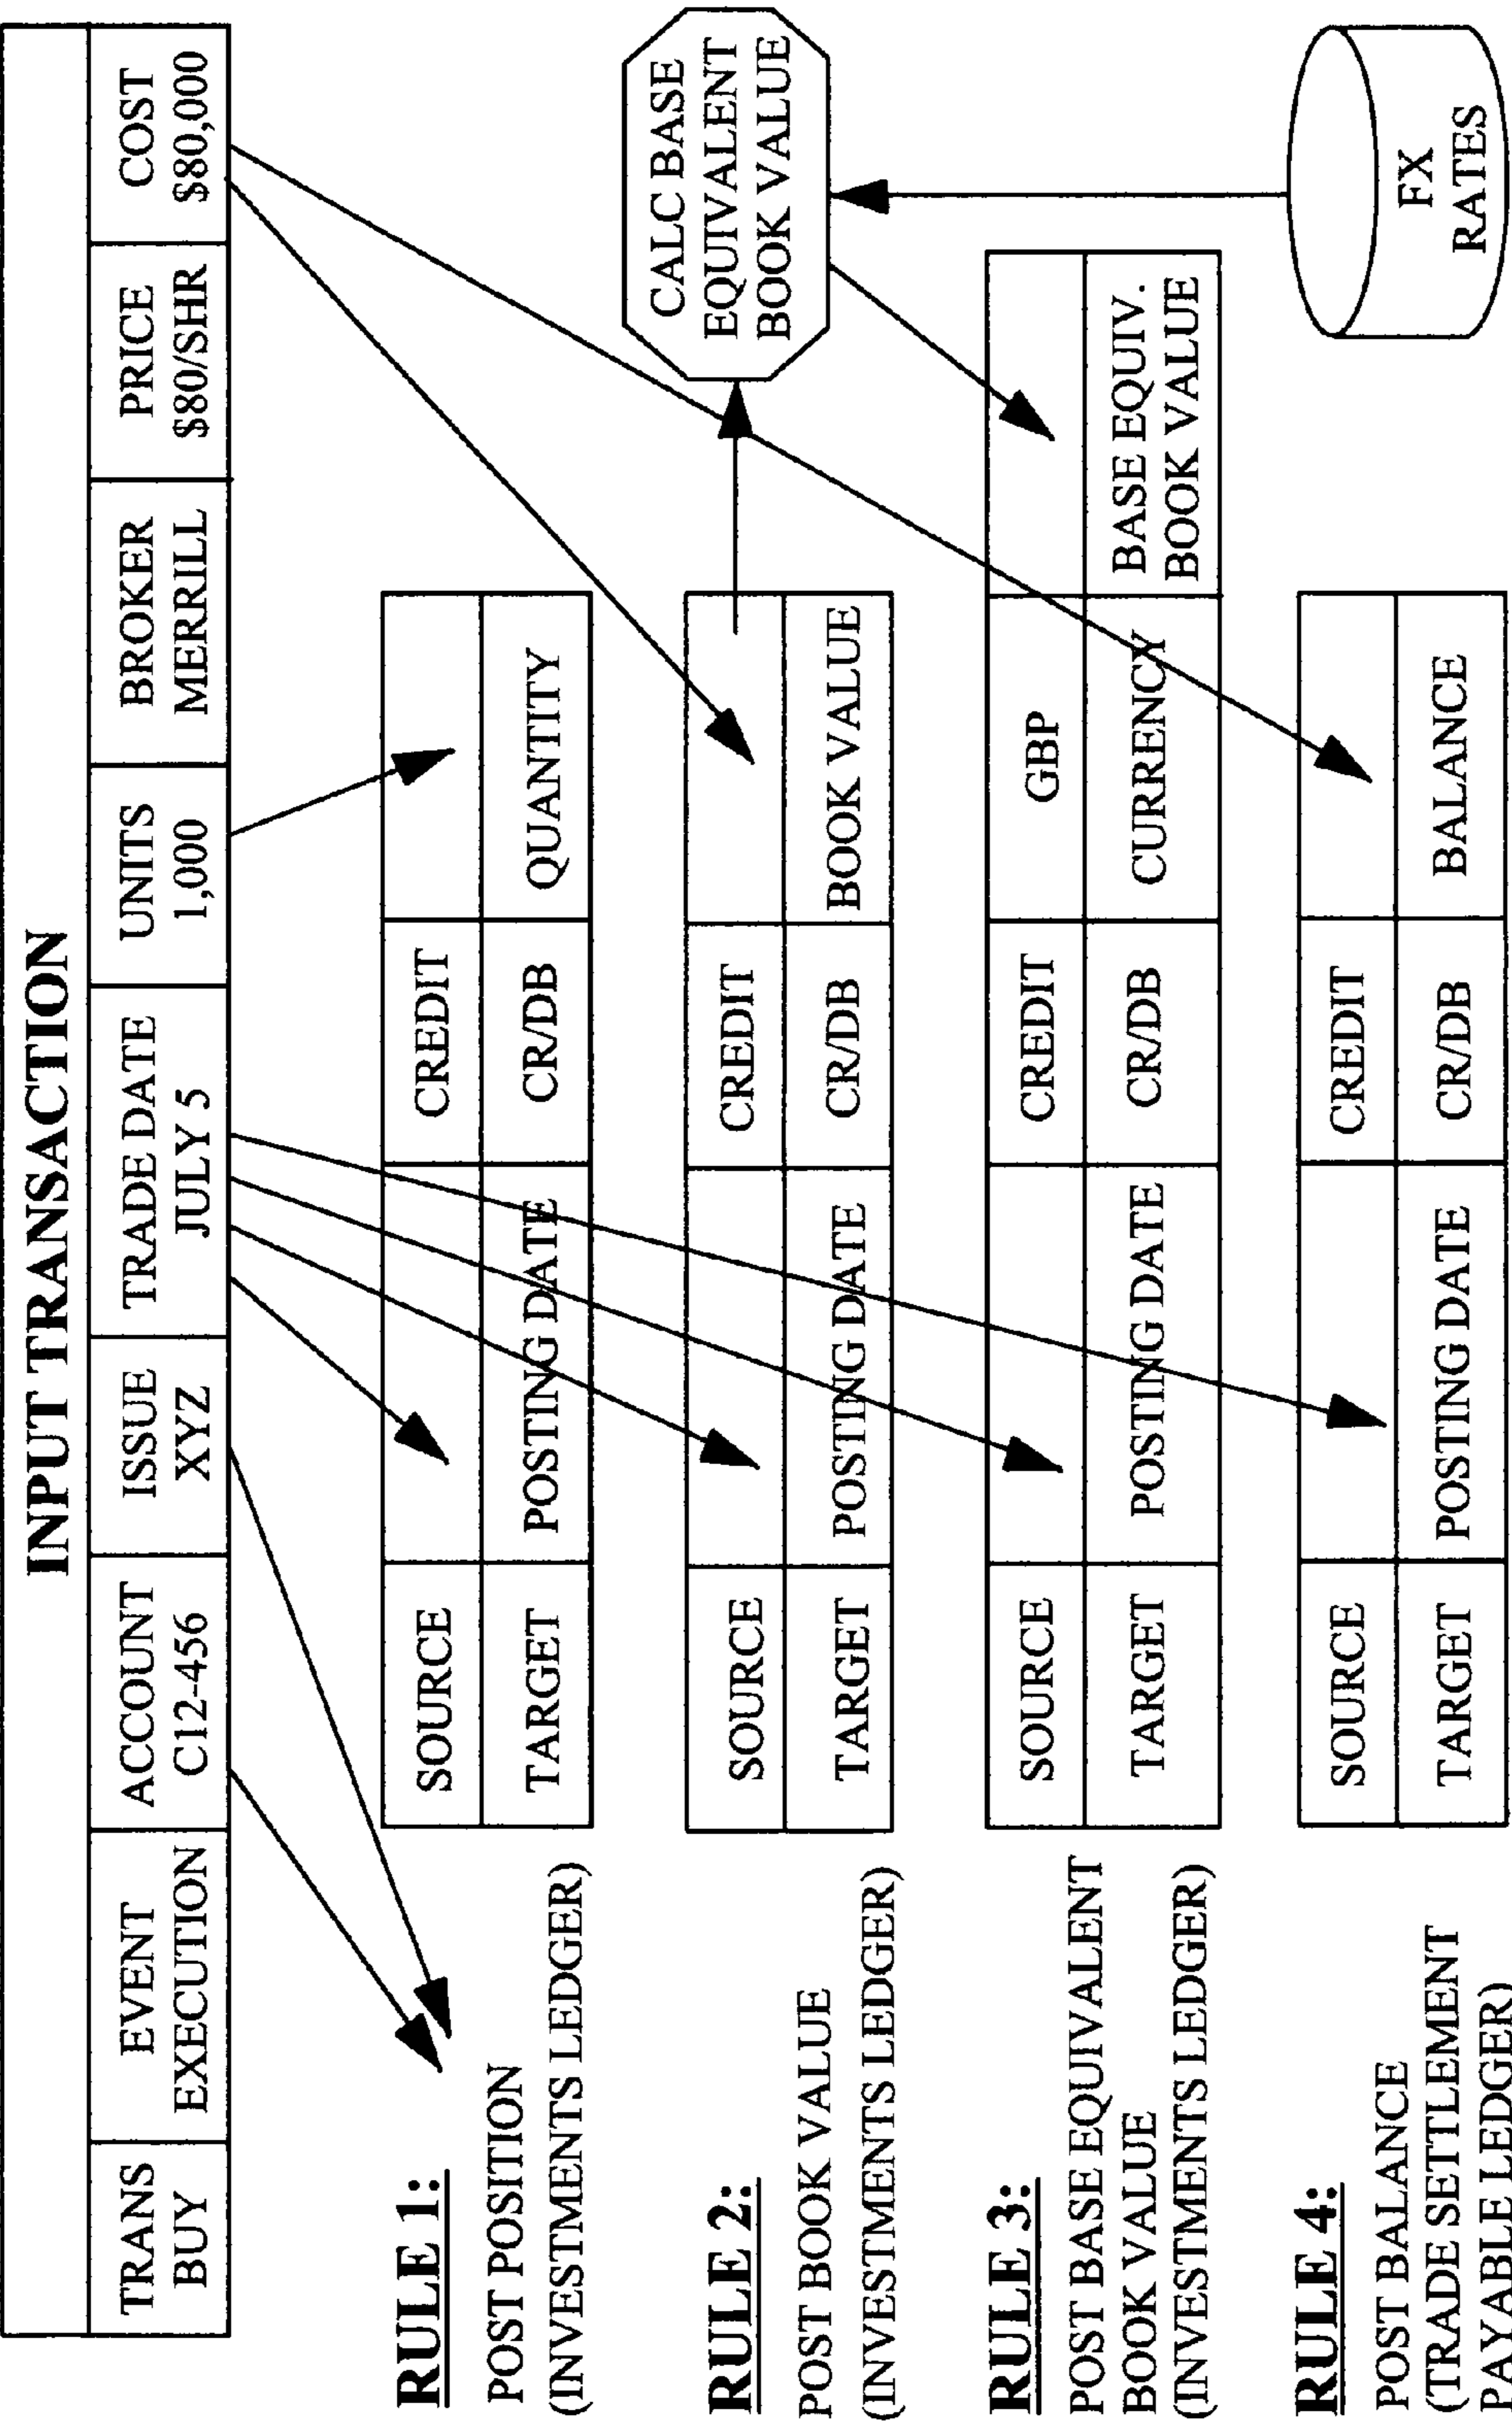 INPUT TRANSACTION
TRANS EVENT ACCOUNT ISSUE TRADE DATE UNITS BROKER PRICE COST
BUY EXECUTION C12-456 XYZ JULY 5 1,000 MERRILL $80/SHR $80,000
RULE 1:
POST POSITION
(INVESTMENTS LEDGER)
SOURCE CREDIT
TARGET POSTING DATE CR/DB QUANTITY
RULE 2:
POST BOOK VALUE
(INVESTMENTS LEDGER)
SOURCE CREDIT
TARGET POSTING DATE CR/DB BOOK VALUE
CALC BASE
EQUIVALENT
BOOK VALUE
RULE 3:
POST BASE EQUIVALENT
BOOK VALUE
(INVESTMENTS LEDGER)
SOURCE CREDIT GBP
TARGET POSTING DATE CR/DB CURRENCY BASE EQUIV.
BOOK VALUE
RULE 4:
POST BALANCE
(TRADE SETTLEMENT
PAYABLE LEDGER)
SOURCE CREDIT
TARGET POSTING DATE CR/DB BALANCE
FX
RATES